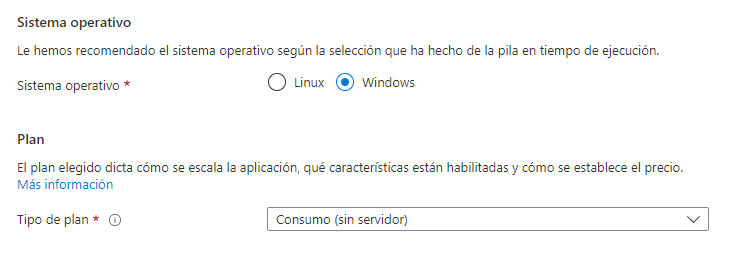 Sistema operativo
Le hemos recomendado el sistema operativo según la selección que ha hecho de la pila en tiempo de ejecución.
Sistema operativo * Linux Windows
Plan
El plan elegido dicta cómo se escala la aplicación, qué características están habilitadas y cómo se establece el precio.
Más información
Tipo de plan * Consumo (sin servidor)